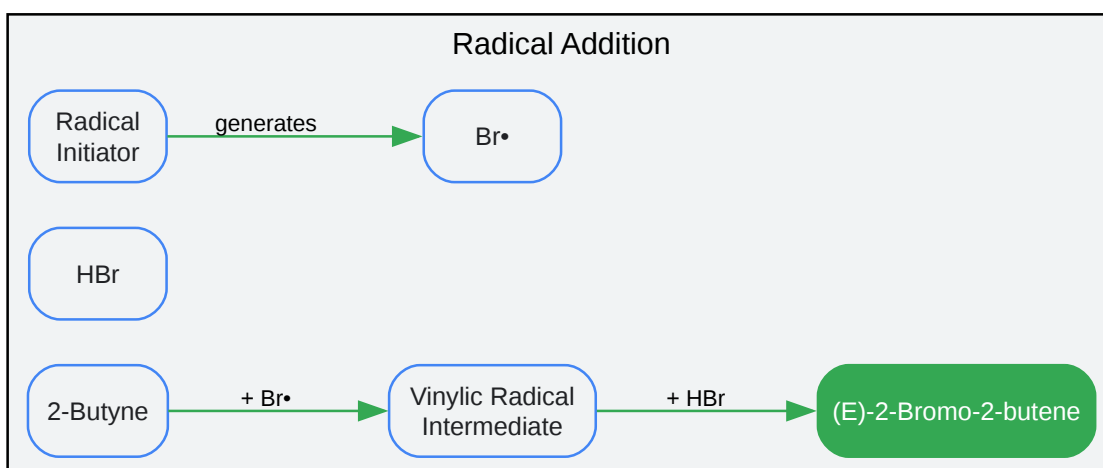 Radical Addition
Radical
Initiator
generates
Br•
HBr
2-Butyne
+ Br•
Vinylic Radical
Intermediate
+ HBr
(E)-2-Bromo-2-butene